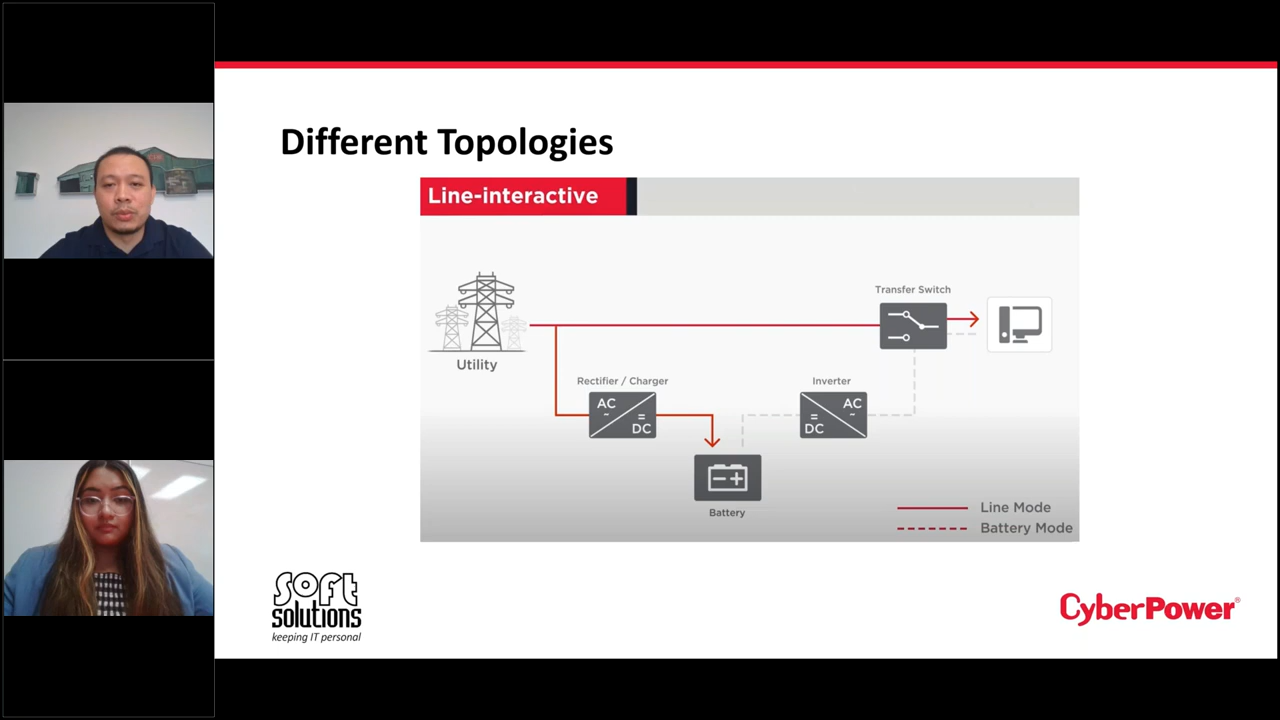 Different Topologies
Line-interactive
Transfer Switch
Utility
Rectifier / Charger
Inverter
AC
DC
AC
DC
Battery
Line Mode
Battery Mode
soft
solutions
keeping IT personal
CyberPower®